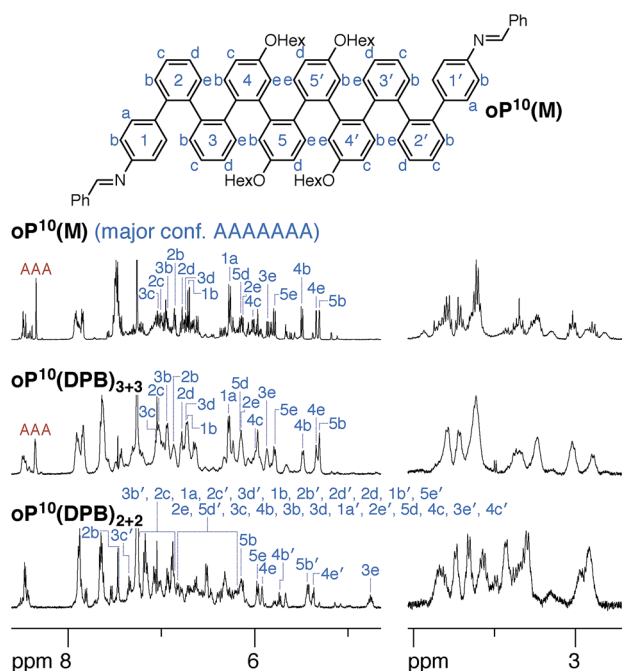 Ph
N
OHex OHex
c d c d d c
b 2 e 4 e e 5′ b e 3′ b 1′ b
a oP¹⁰(M) a
b 1 b 3 e b 5 e e 4′ b e 2′ b
c d c d d c d c
N
Ph
HexO HexO
oP¹⁰(M) (major conf. AAAAAAA)
AAA
3c 2c 3b 2b 2d 3d 1b 1a 5d 2e 4c 3e 5e 4b 4e 5b
oP¹⁰(DPB)₃₊₃
AAA
3c 2c 3b 2b 2d 3d 1b 1a 5d 2e 4c 3e 5e 4b 4e 5b
oP¹⁰(DPB)₂₊₂
3b′, 2c, 1a, 2c′, 3d′, 1b, 2b′, 2d′, 2d, 1b′, 5e′
2e, 5d′, 3c, 4b, 3b, 3d, 1a′, 2e′, 5d, 4c, 3e′, 4c′
2b 3c′ 5b 5e 4e 4b′ 5b′ 4e′ 3e
ppm 8 6 ppm 3